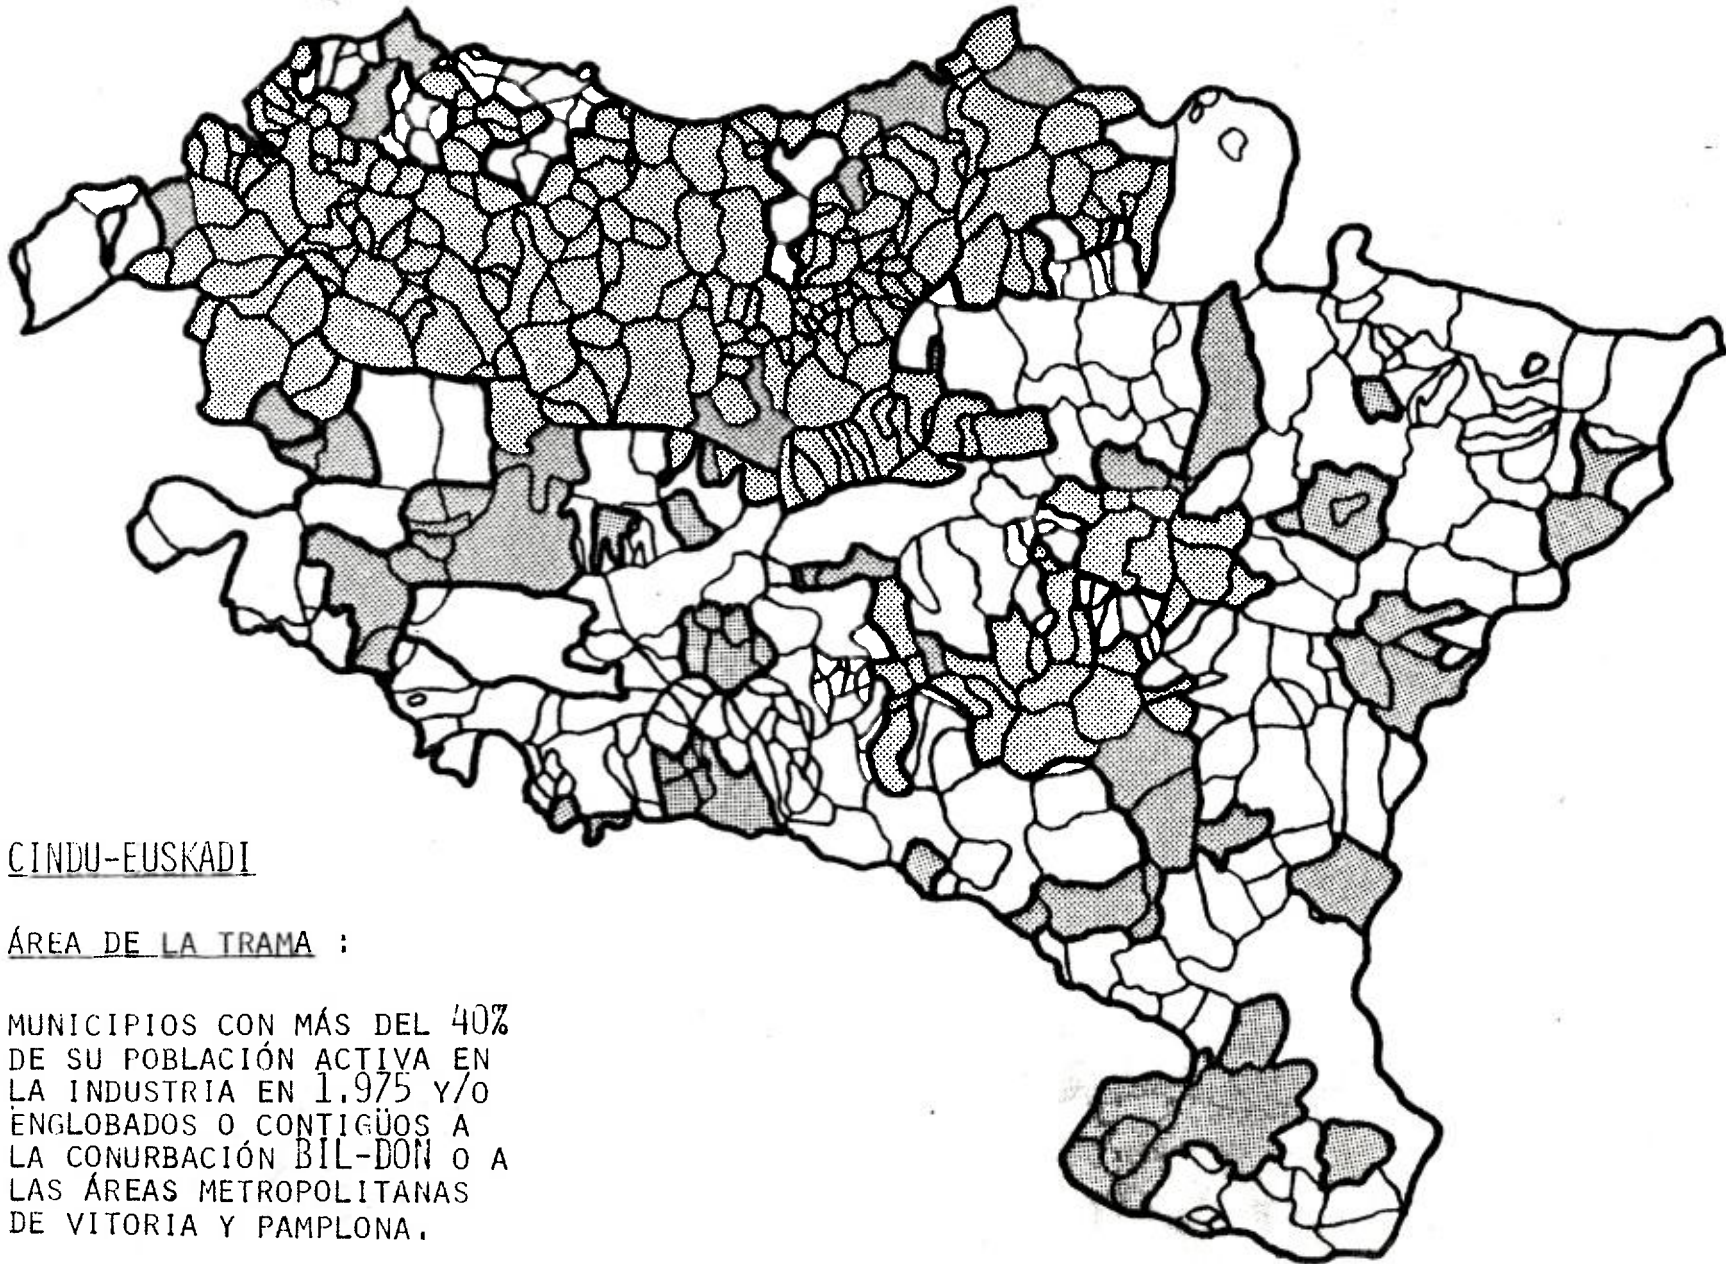 CINDU-EUSKADI
ÁREA DE LA TRAMA :
MUNICIPIOS CON MÁS DEL 40%
DE SU POBLACIÓN ACTIVA EN
LA INDUSTRIA EN 1.975 Y/O
ENGLOBADOS O CONTIGÜOS A
LA CONURBACIÓN BIL-DON O A
LAS ÁREAS METROPOLITANAS
DE VITORIA Y PAMPLONA.